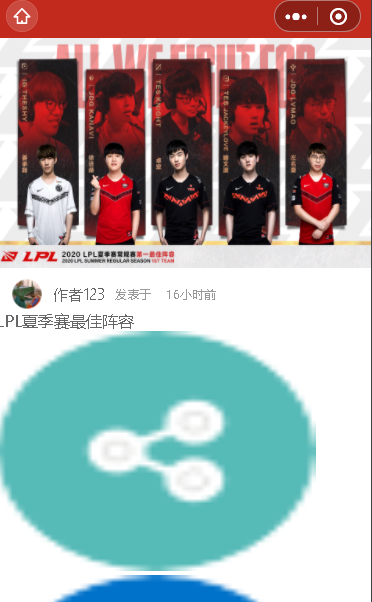 ALL WE FIGHT FOR
IG THESHY
JDG KANAVI
TES KNIGHT
TES JACKEYLOVE
JDG LVMAO
LPL
2020 LPL夏季赛常规赛第一最佳阵容
2020 LPL SUMMER REGULAR SEASON 1ST TEAM
作者123 发表于 16小时前
LPL夏季赛最佳阵容